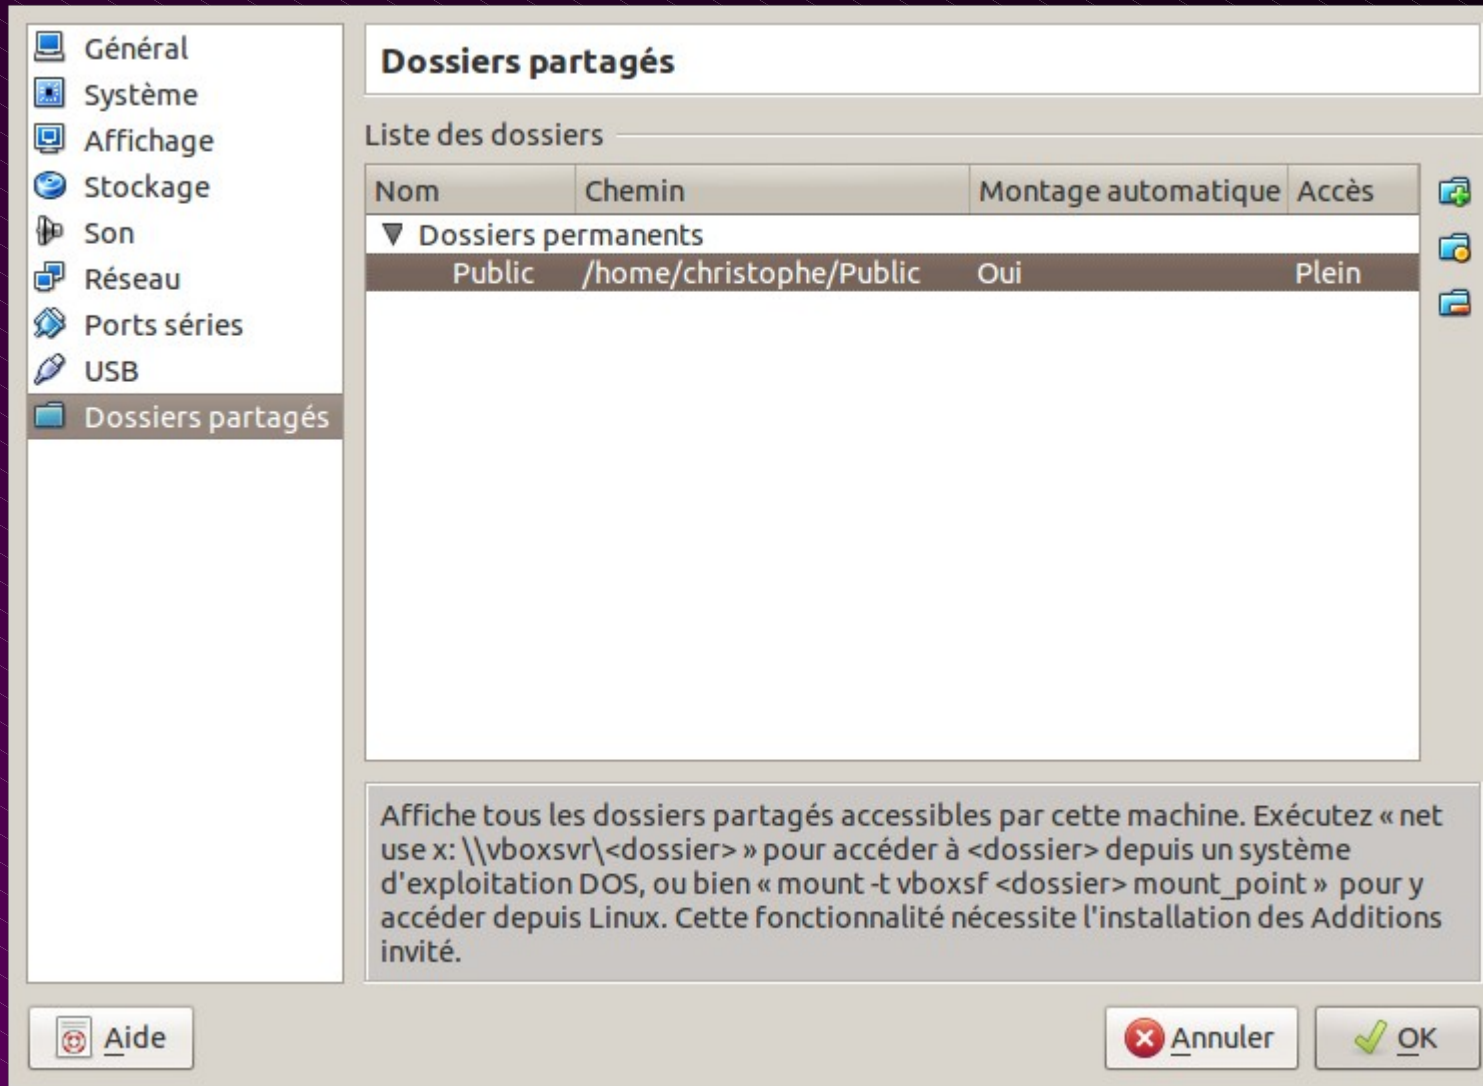 Général
Système
Affichage
Stockage
Son
Réseau
Ports séries
USB
Dossiers partagés
Dossiers partagés
Liste des dossiers
Nom Chemin Montage automatique Accès
Dossiers permanents
Public /home/christophe/Public Oui Plein
Affiche tous les dossiers partagés accessibles par cette machine. Exécutez « net
use x: \\vboxsvr\<dossier> » pour accéder à <dossier> depuis un système
d'exploitation DOS, ou bien « mount -t vboxsf <dossier> mount_point » pour y
accéder depuis Linux. Cette fonctionnalité nécessite l'installation des Additions
invité.
Aide Annuler OK